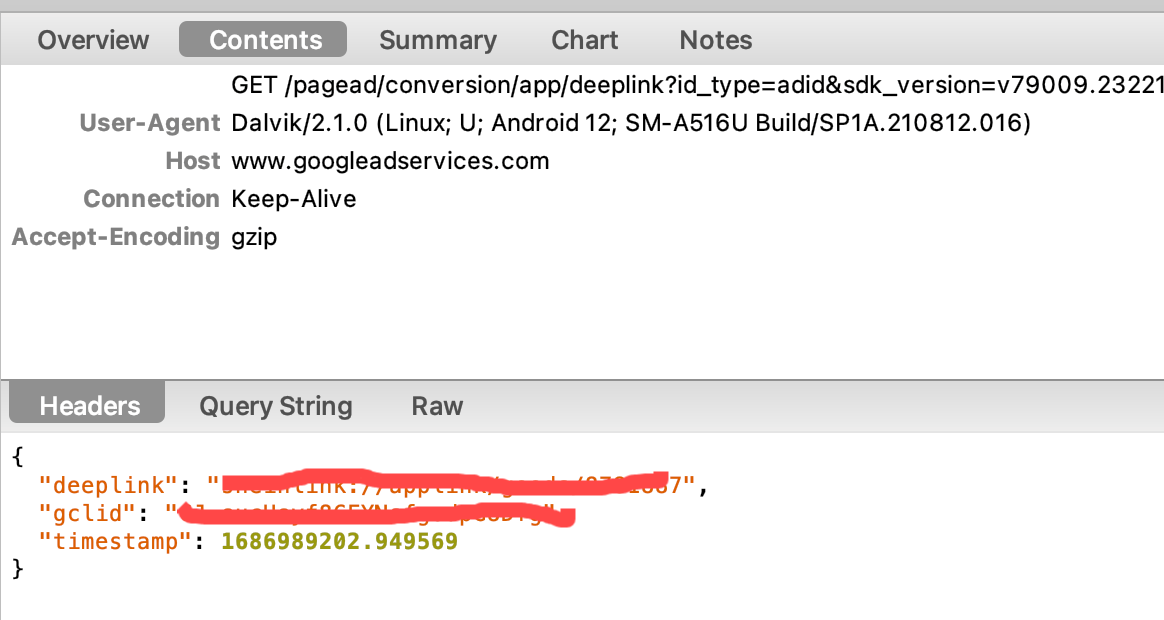 Overview Contents Summary Chart Notes
GET /pagead/conversion/app/deeplink?id_type=adid&sdk_version=v79009.23221
User-Agent Dalvik/2.1.0 (Linux; U; Android 12; SM-A516U Build/SP1A.210812.016)
Host www.googleadservices.com
Connection Keep-Alive
Accept-Encoding gzip
Headers Query String Raw
{
"deeplink": "
"gclid": "
"timestamp": 1686989202.949569
}